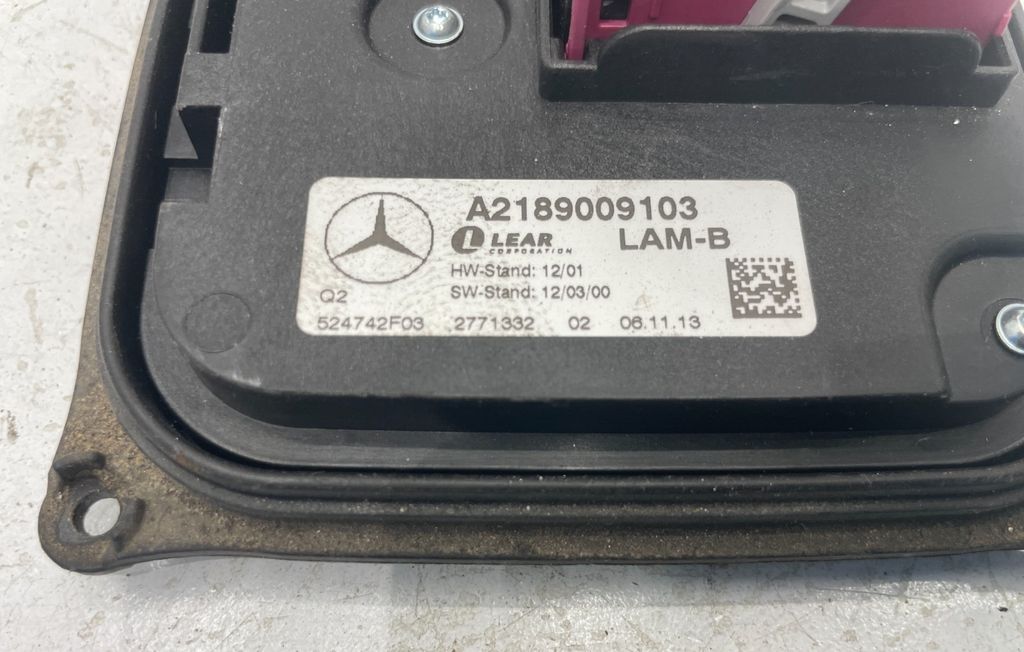 A2189009103
LEAR LAM-B
CORPORATION
HW-Stand: 12/01
SW-Stand: 12/03/00
Q2
524742F03 2771332 02 06.11.13